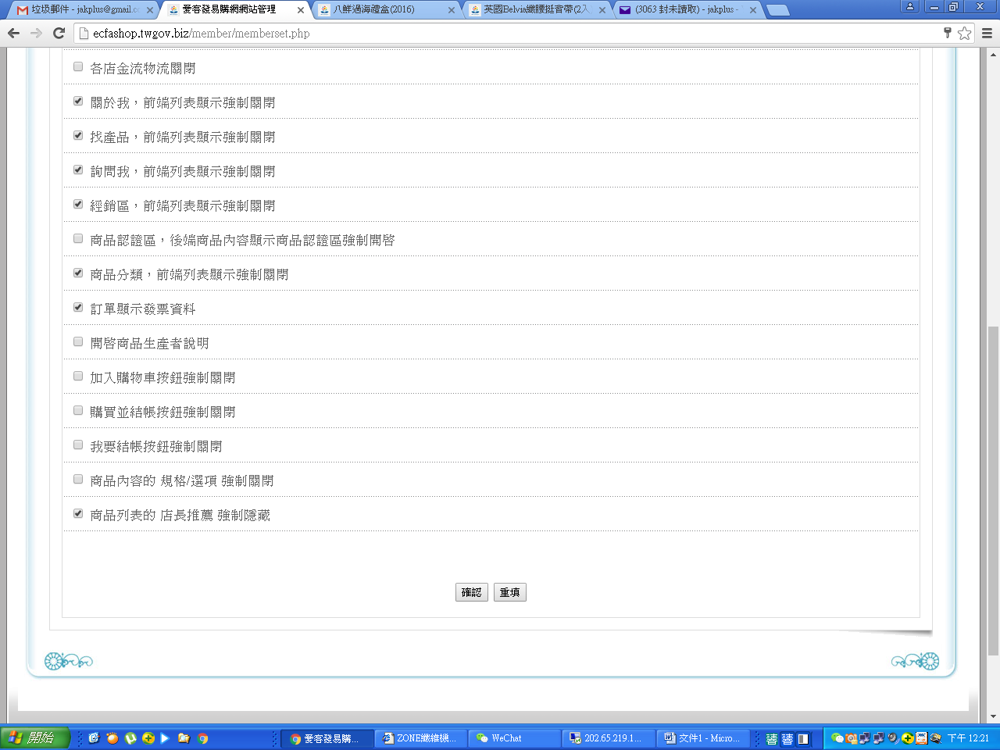 垃圾郵件 - jakplus@gmail.co
愛客發易購網網站管理
八鮮過海禮盒(2016)
英國Belvia纖腰挺背帶(2入
(3063 封未讀取) - jakplus -
ecfashop.twgov.biz/member/memberset.php
各店金流物流關閉
關於我，前端列表顯示強制關閉
找產品，前端列表顯示強制關閉
詢問我，前端列表顯示強制關閉
經銷區，前端列表顯示強制關閉
商品認證區，後端商品內容顯示商品認證區強制開啓
商品分類，前端列表顯示強制關閉
訂單顯示發票資料
開啓商品生產者說明
加入購物車按鈕強制關閉
購買並結帳按鈕強制關閉
我要結帳按鈕強制關閉
商品內容的 規格/選項 強制關閉
商品列表的 店長推薦 強制隱藏
確認 重填
開始
愛客發易購...
ZONE纖維機...
WeChat
202.65.219.1...
文件1 - Micro...
下午 12:21